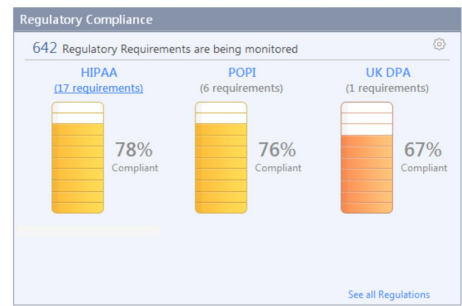 Regulatory Compliance
642 Regulatory Requirements are being monitored
HIPAA
(17 requirements)
78%
Compliant
POPI
(6 requirements)
76%
Compliant
UK DPA
(1 requirements)
67%
Compliant
See all Regulations